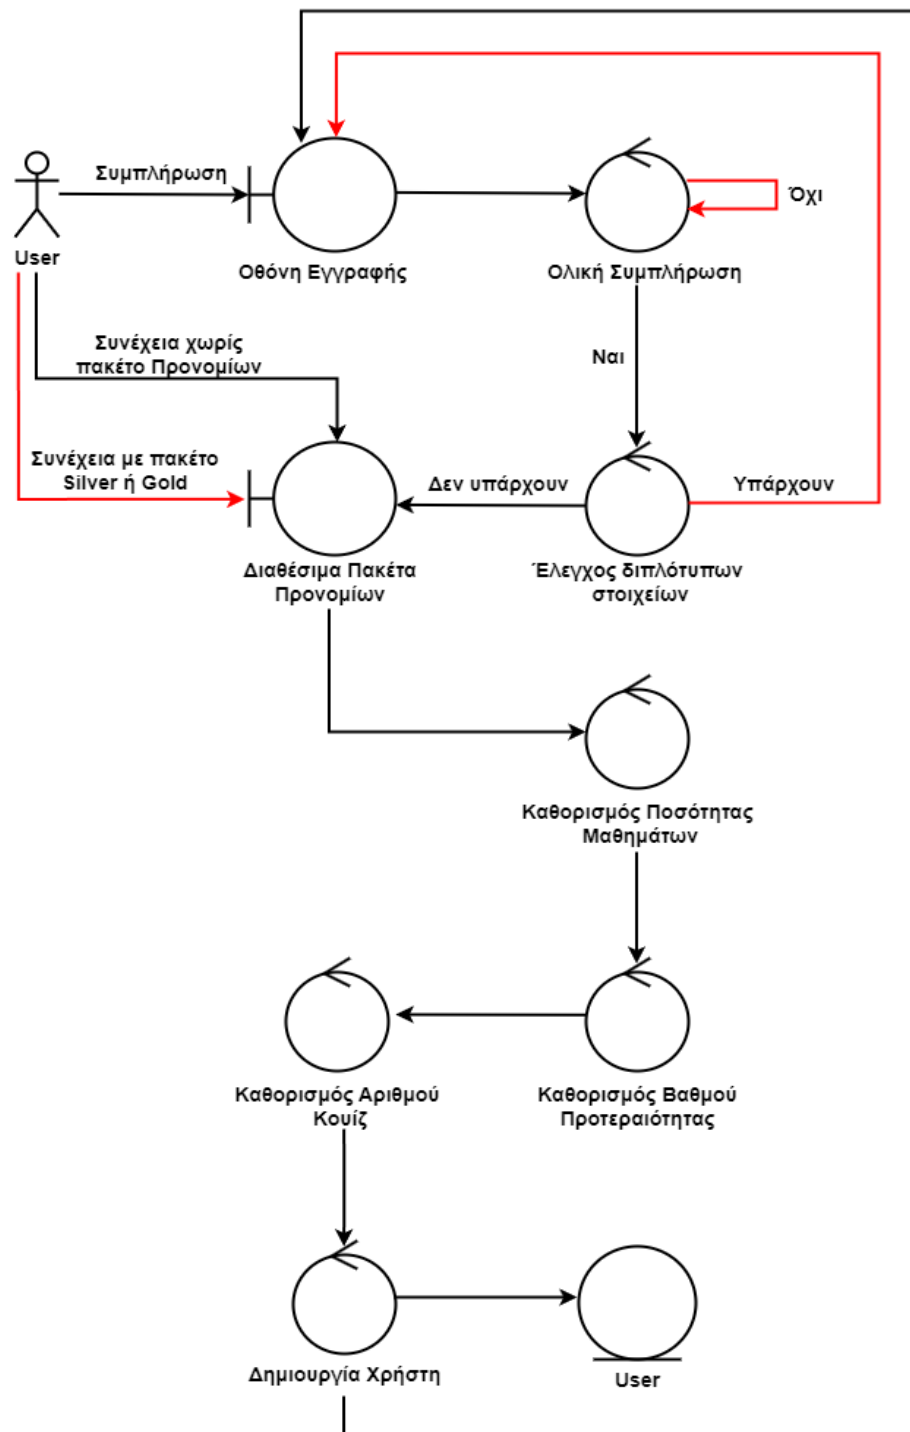 Συμπλήρωση
User
Οθόνη Εγγραφής
Ολική Συμπλήρωση
Όχι
Συνέχεια χωρίς
πακέτο Προνομίων
Ναι
Συνέχεια με πακέτο
Silver ή Gold
Δεν υπάρχουν
Υπάρχουν
Διαθέσιμα Πακέτα
Προνομίων
Έλεγχος διπλότυπων
στοιχείων
Καθορισμός Ποσότητας
Μαθημάτων
Καθορισμός Αριθμού
Κουίζ
Καθορισμός Βαθμού
Προτεραιότητας
Δημιουργία Χρήστη
User